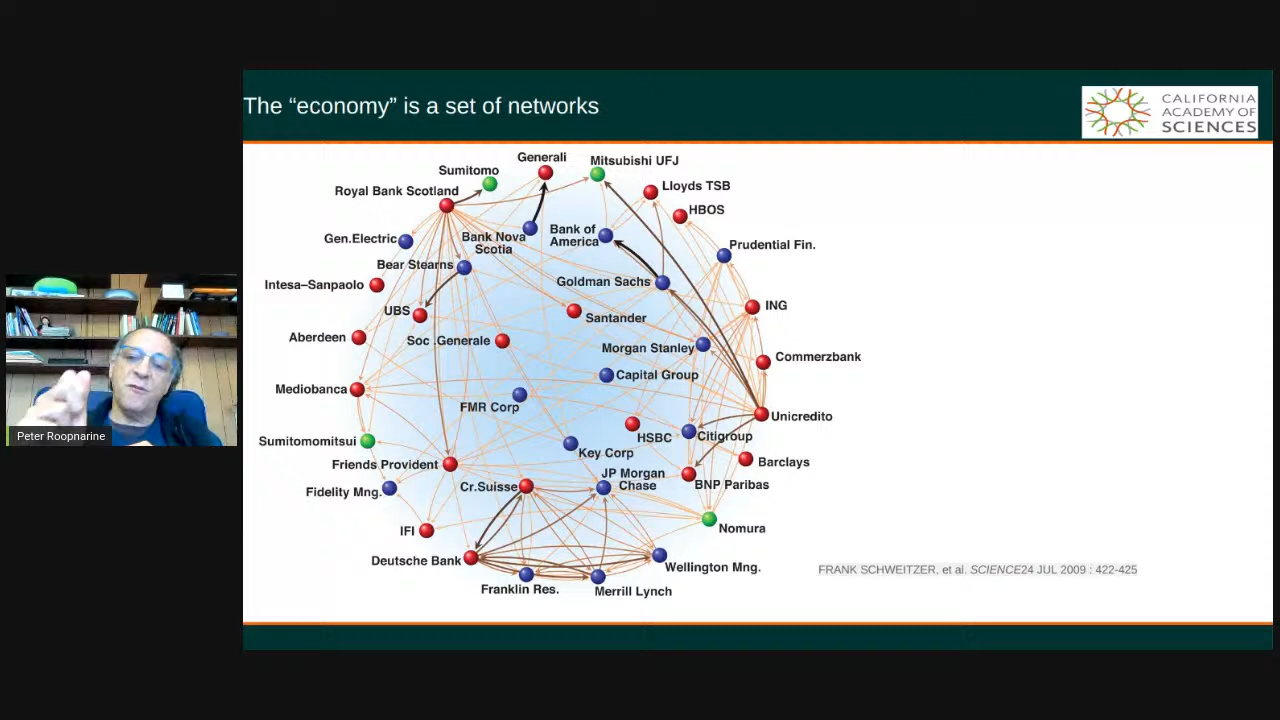 The “economy” is a set of networks
CALIFORNIA
ACADEMY OF
SCIENCES
Generali
Mitsubishi UFJ
Sumitomo
Lloyds TSB
Royal Bank Scotland
HBOS
Gen.Electric
Bank Nova
Scotia
Bank of
America
Prudential Fin.
Bear Stearns
Goldman Sachs
Intesa–Sanpaolo
ING
UBS
Santander
Aberdeen
Soc .Generale
Morgan Stanley
Commerzbank
Capital Group
Mediobanca
FMR Corp
Unicredito
Peter Roopnarine
Sumitomomitsui
HSBC
Citigroup
Key Corp
Friends Provident
Barclays
JP Morgan
Chase
Fidelity Mng.
Cr.Suisse
BNP Paribas
IFI
Nomura
Deutsche Bank
Wellington Mng.
FRANK SCHWEITZER, et al. SCIENCE24 JUL 2009 : 422-425
Franklin Res.
Merrill Lynch